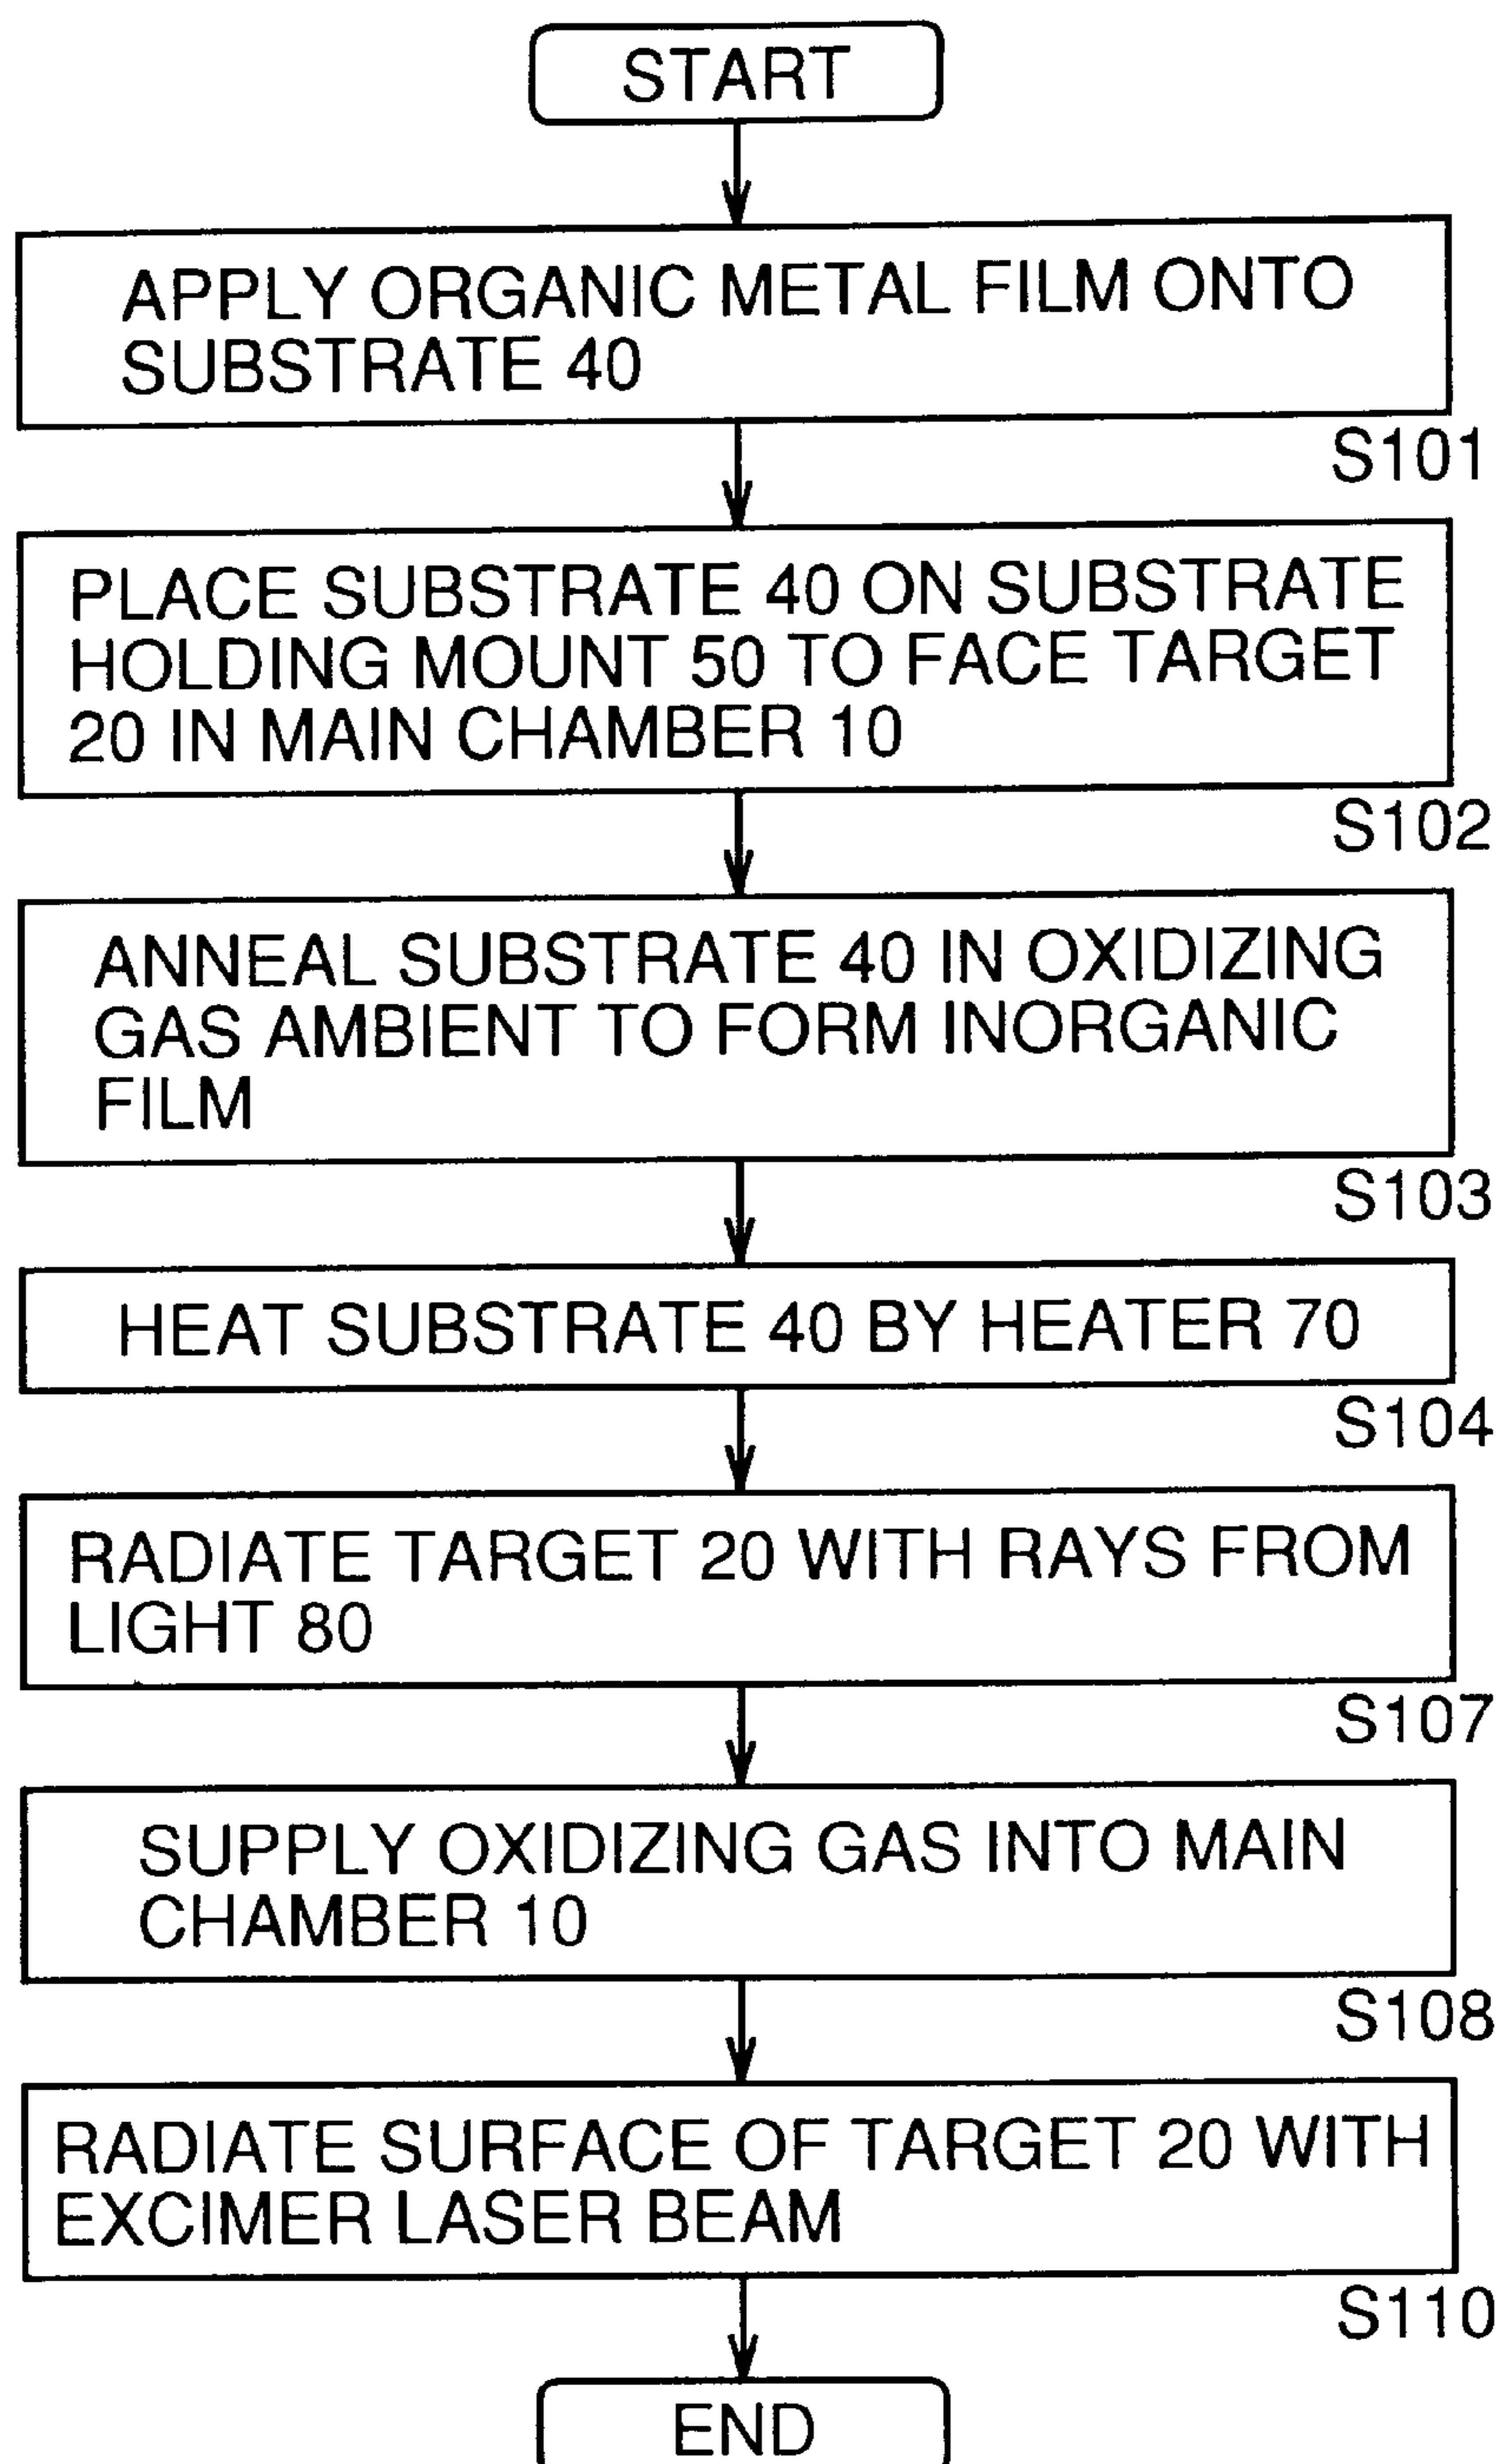 START
APPLY ORGANIC METAL FILM ONTO
SUBSTRATE 40
S101
PLACE SUBSTRATE 40 ON SUBSTRATE
HOLDING MOUNT 50 TO FACE TARGET
20 IN MAIN CHAMBER 10
S102
ANNEAL SUBSTRATE 40 IN OXIDIZING
GAS AMBIENT TO FORM INORGANIC
FILM
S103
HEAT SUBSTRATE 40 BY HEATER 70
S104
RADIATE TARGET 20 WITH RAYS FROM
LIGHT 80
S107
SUPPLY OXIDIZING GAS INTO MAIN
CHAMBER 10
S108
RADIATE SURFACE OF TARGET 20 WITH
EXCIMER LASER BEAM
S110
END